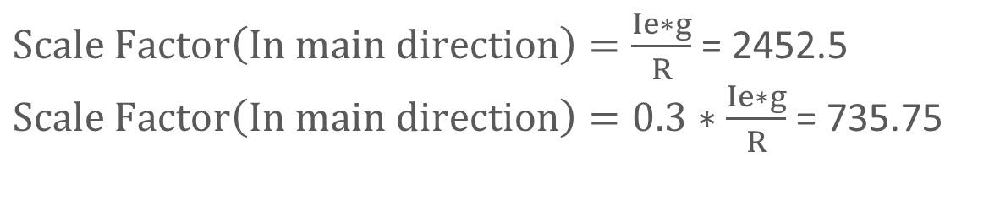 Scale Factor(In main direction) = Ie*g/R = 2452.5
Scale Factor(In main direction) = 0.3 * Ie*g/R = 735.75